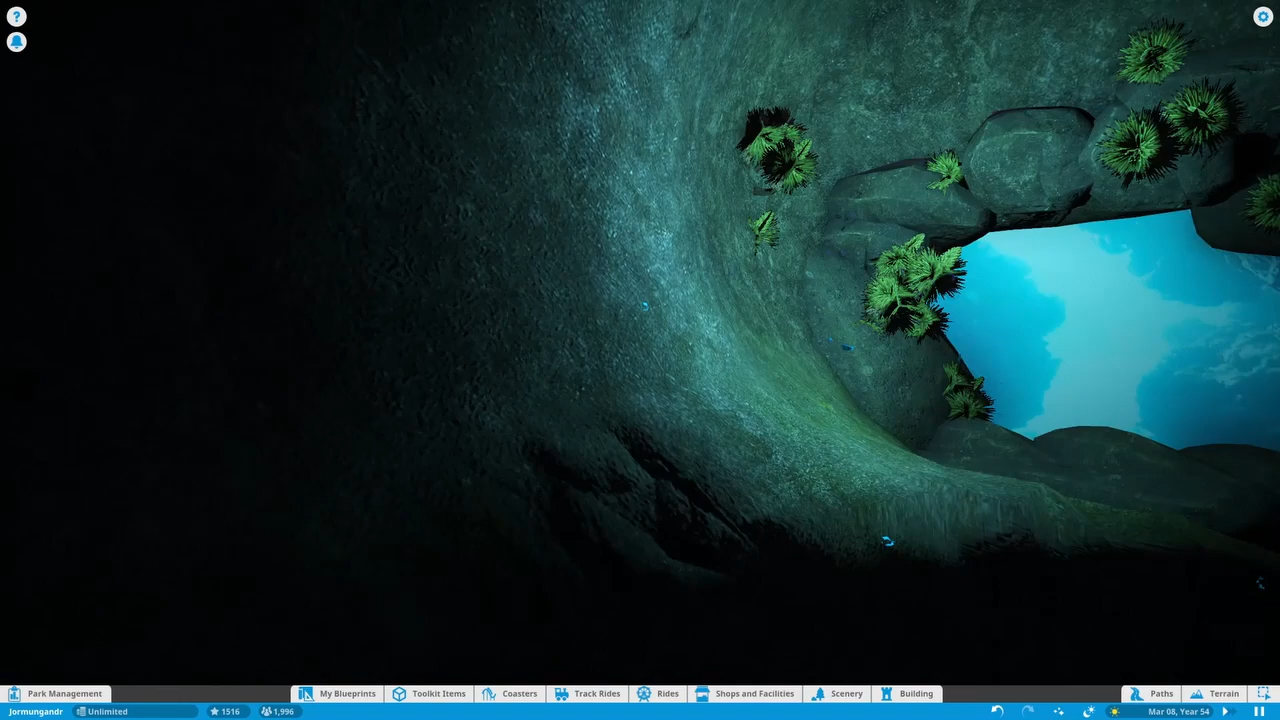 ?
Park Management
My Blueprints
Toolkit Items
Coasters
Track Rides
Rides
Shops and Facilities
Scenery
Building
Paths
Terrain
Jormungandr
Unlimited
1516
1,996
Mar 08, Year 54